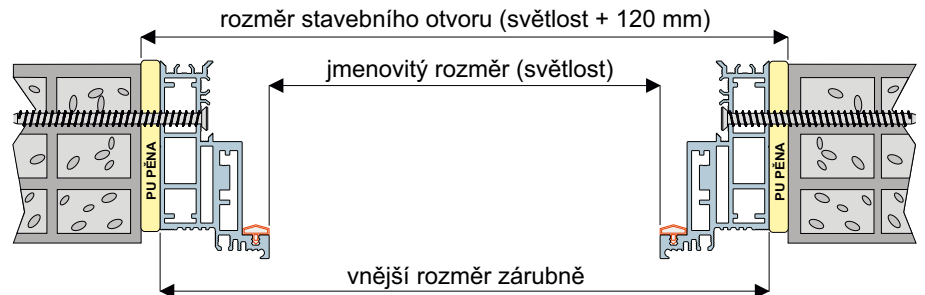 rozměr stavebního otvoru (světlost + 120 mm)
jmenovitý rozměr (světlost)
PU PĚNA
PU PĚNA
vnější rozměr zárubně